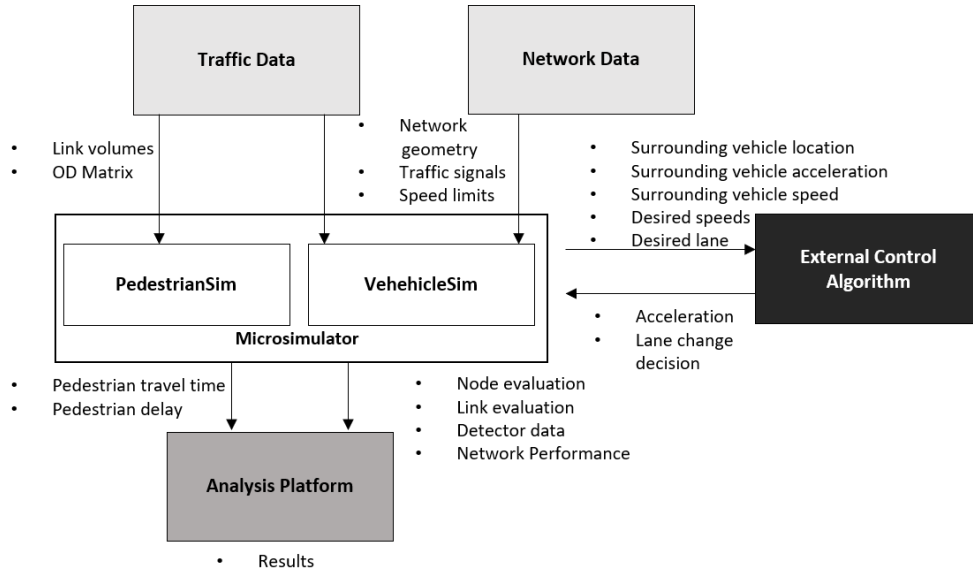 Traffic Data
Network Data
• Link volumes
• OD Matrix
• Network
geometry
• Traffic signals
• Speed limits
• Surrounding vehicle location
• Surrounding vehicle acceleration
• Surrounding vehicle speed
• Desired speeds
• Desired lane
PedestrianSim
VehehicleSim
Microsimulator
External Control
Algorithm
• Acceleration
• Lane change
decision
• Pedestrian travel time
• Pedestrian delay
• Node evaluation
• Link evaluation
• Detector data
• Network Performance
Analysis Platform
• Results